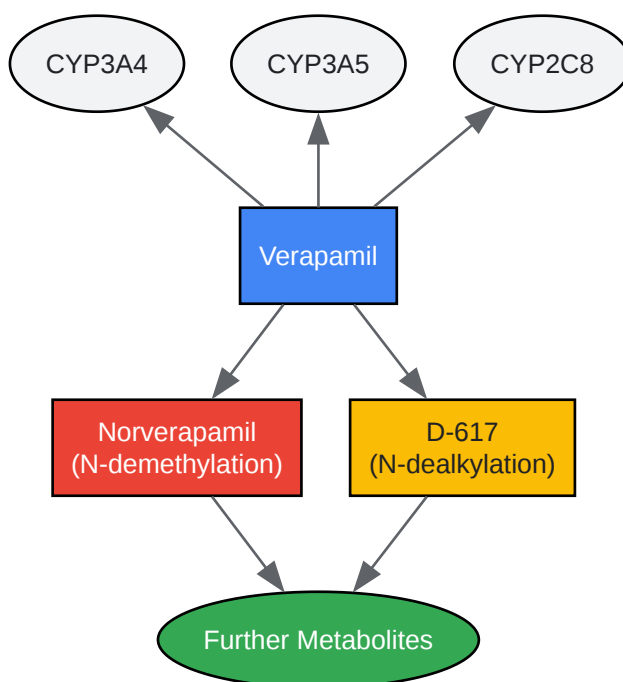 CYP3A4
CYP3A5
CYP2C8
Verapamil
Norverapamil
(N-demethylation)
D-617
(N-dealkylation)
Further Metabolites